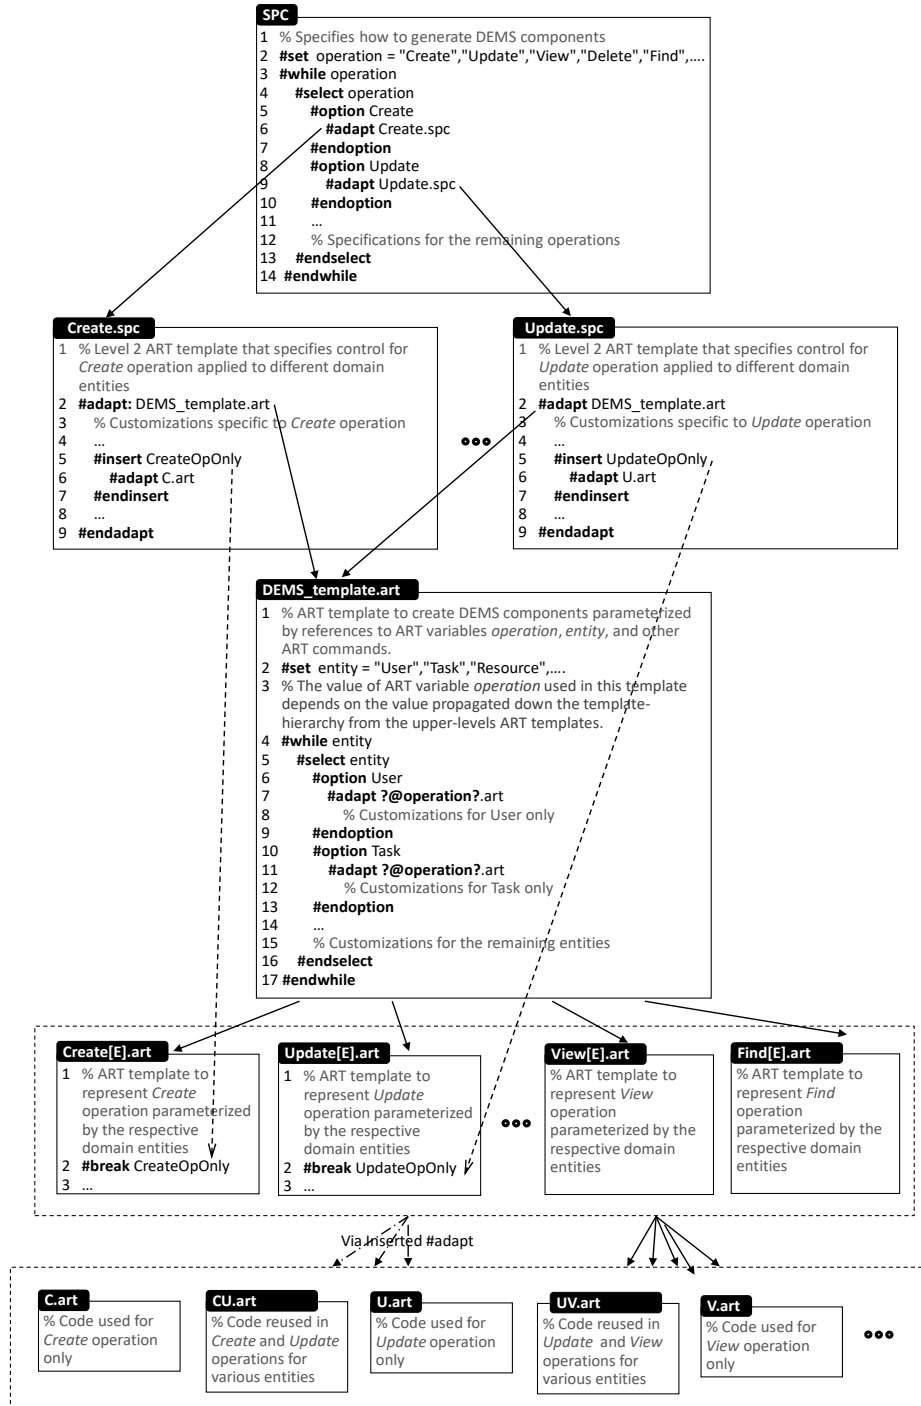 SPC
1 % Specifies how to generate DEMS components
2 #set operation = "Create","Update","View","Delete","Find",....
3 #while operation
4 #select operation
5 #option Create
6 #adapt Create.spc
7 #endoption
8 #option Update
9 #adapt Update.spc
10 #endoption
11 ...
12 % Specifications for the remaining operations
13 #endselect
14 #endwhile
Create.spc
1 % Level 2 ART template that specifies control for
Create operation applied to different domain
entities
2 #adapt: DEMS_template.art
3 % Customizations specific to Create operation
4 ...
5 #insert CreateOpOnly
6 #adapt C.art
7 #endinsert
8 ...
9 #endadapt
Update.spc
1 % Level 2 ART template that specifies control for
Update operation applied to different domain
entities
2 #adapt DEMS_template.art
3 % Customizations specific to Update operation
4 ...
5 #insert UpdateOpOnly
6 #adapt U.art
7 #endinsert
8 ...
9 #endadapt
DEMS_template.art
1 % ART template to create DEMS components parameterized
by references to ART variables operation, entity, and other
ART commands.
2 #set entity = "User","Task","Resource",....
3 % The value of ART variable operation used in this template
depends on the value propagated down the template-
hierarchy from the upper-levels ART templates.
4 #while entity
5 #select entity
6 #option User
7 #adapt ?@operation?.art
8 % Customizations for User only
9 #endoption
10 #option Task
11 #adapt ?@operation?.art
12 % Customizations for Task only
13 #endoption
14 ...
15 % Customizations for the remaining entities
16 #endselect
17 #endwhile
Create[E].art
1 % ART template to
represent Create
operation parameterized
by the respective
domain entities
2 #break CreateOpOnly
3 ...
Update[E].art
1 % ART template to
represent Update
operation parameterized
by the respective
domain entities
2 #break UpdateOpOnly
3 ...
View[E].art
% ART template to
represent View
operation
parameterized by the
respective domain
entities
Find[E].art
% ART template to
represent Find
operation
parameterized by the
respective domain
entities
Via Inserted #adapt
C.art
% Code used for
Create operation
only
CU.art
% Code reused in
Create and Update
operations for
various entities
U.art
% Code used for
Update operation
only
UV.art
% Code reused in
Update and View
operations for
various entities
V.art
% Code used for
View operation
only